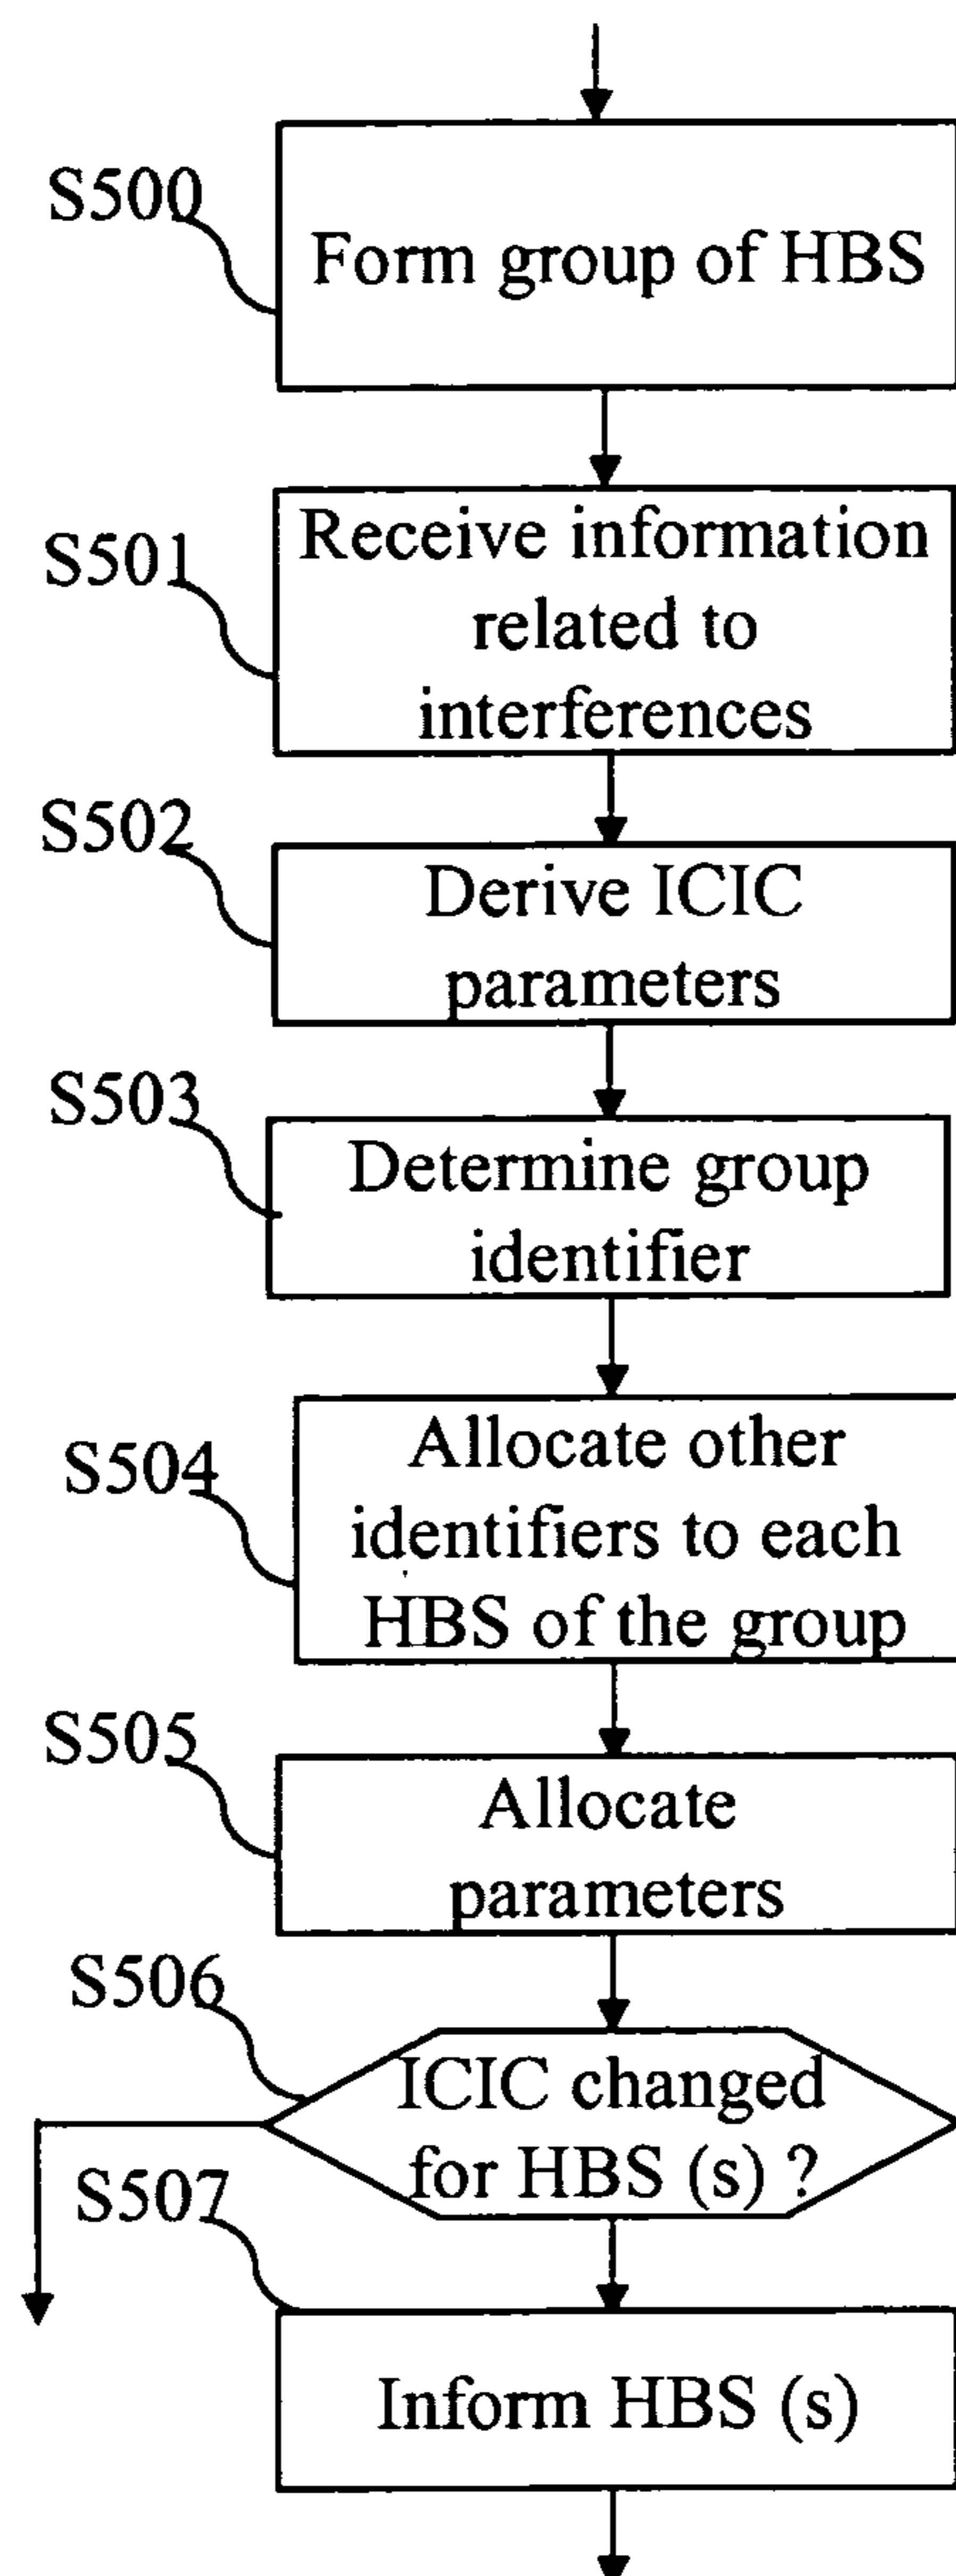 S500
Form group of HBS
S501
Receive information
related to
interferences
S502
Derive ICIC
parameters
S503
Determine group
identifier
S504
Allocate other
identifiers to each
HBS of the group
S505
Allocate
parameters
S506
ICIC changed
for HBS (s) ?
S507
Inform HBS (s)